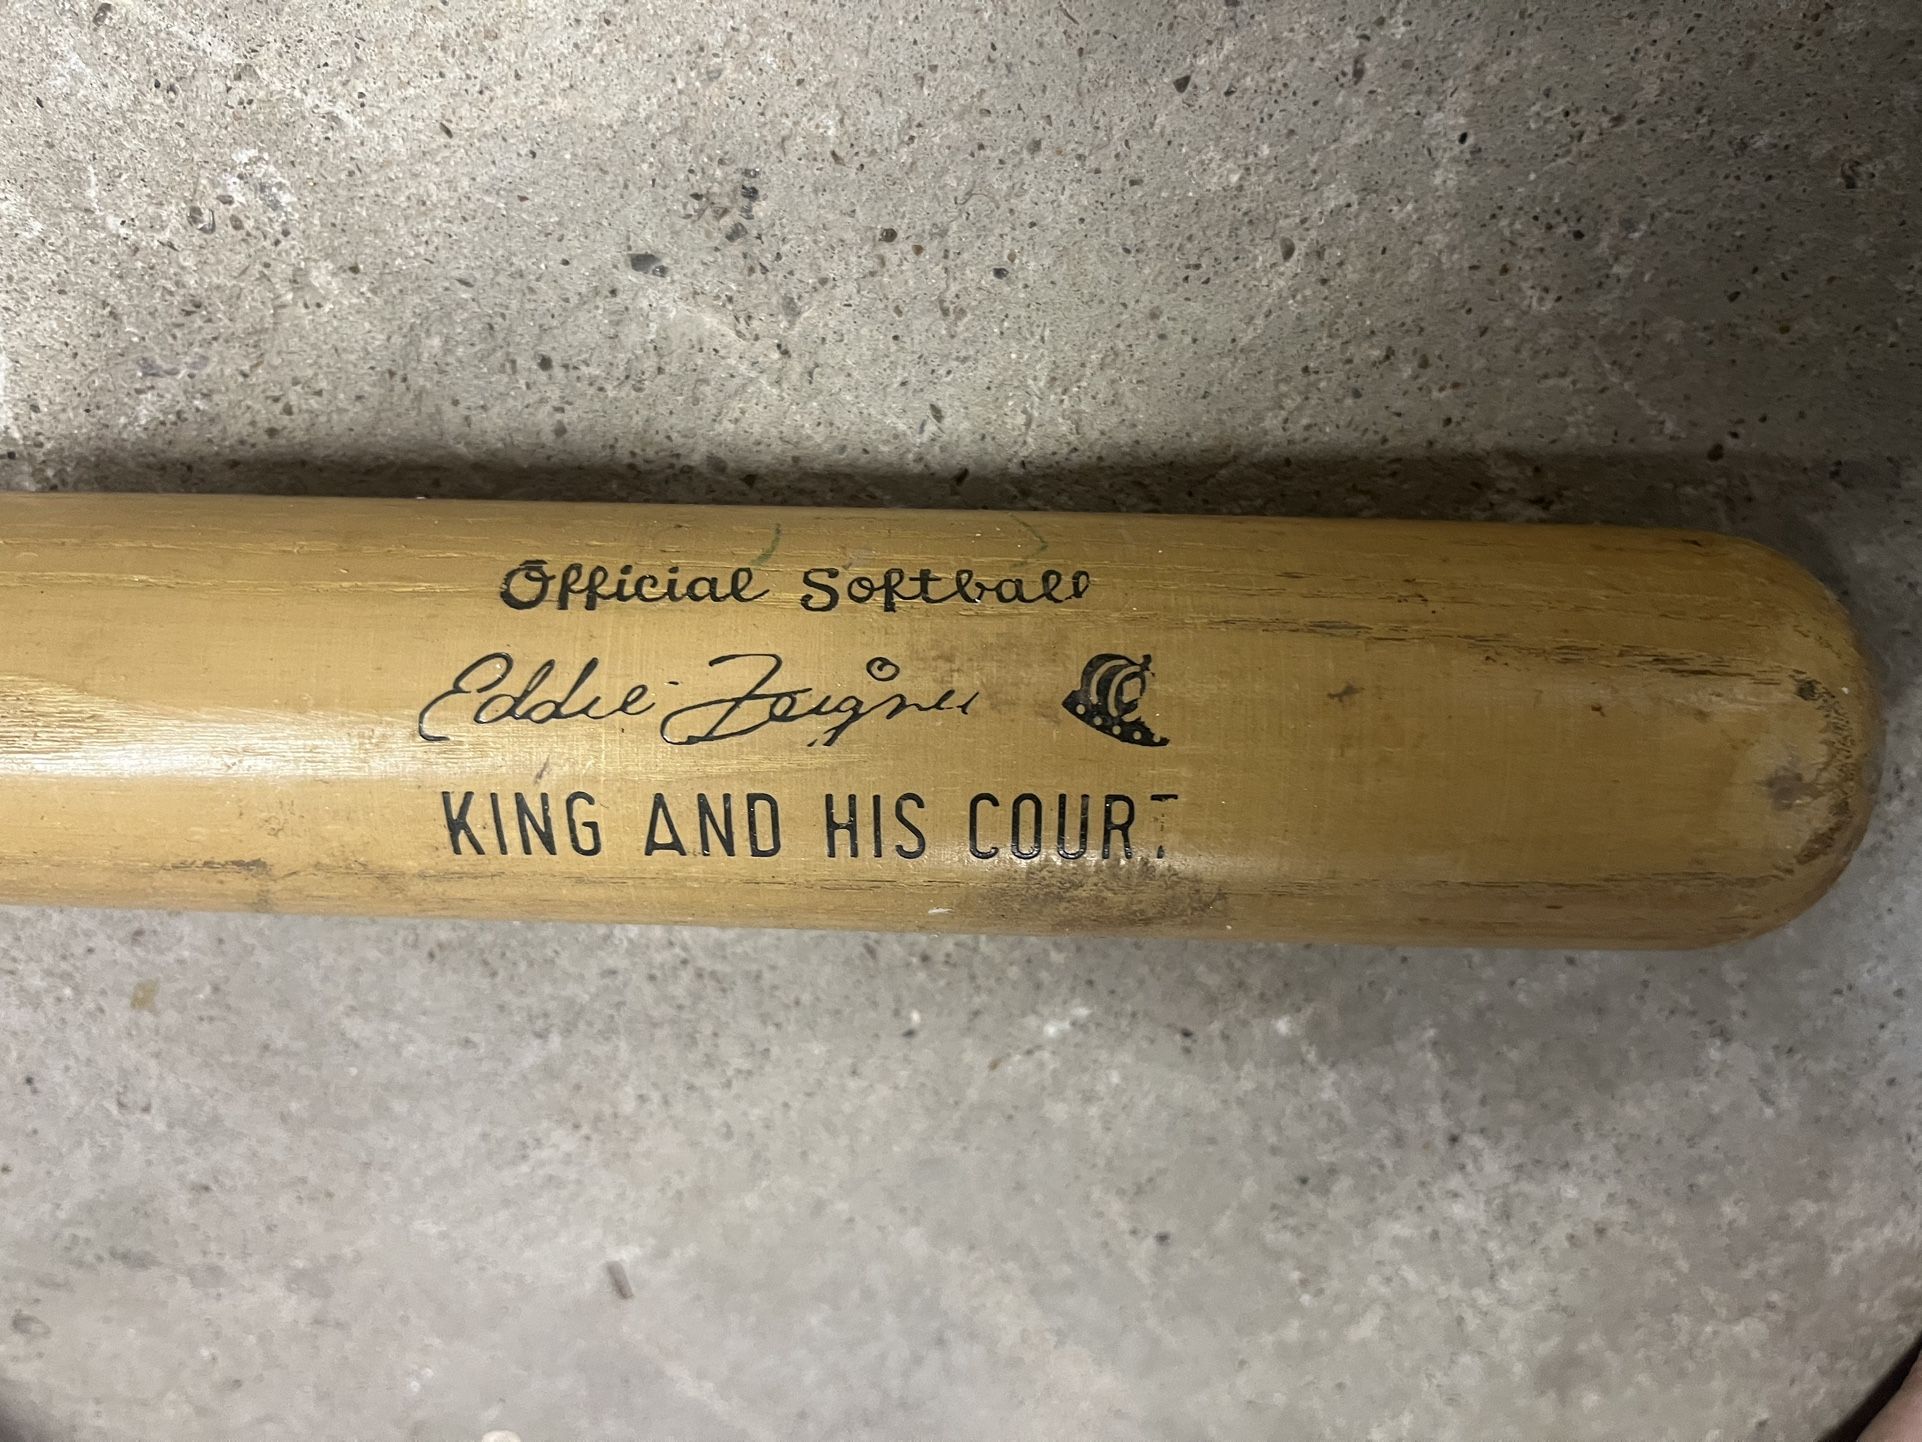 Official Softball
Eddie Feigner
KING AND HIS COURT